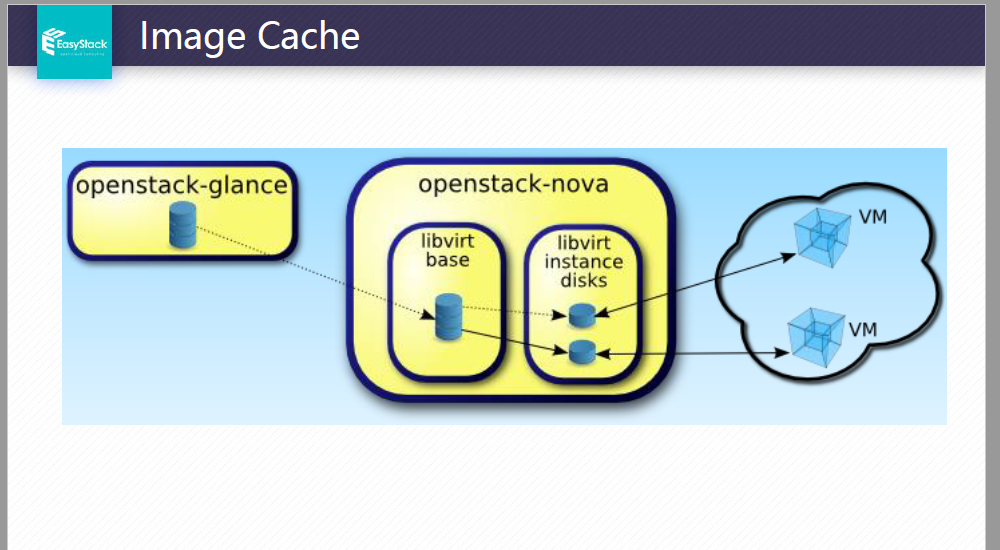 EasyStack
Image Cache
openstack-glance
openstack-nova
libvirt
base
libvirt
instance
disks
VM
VM